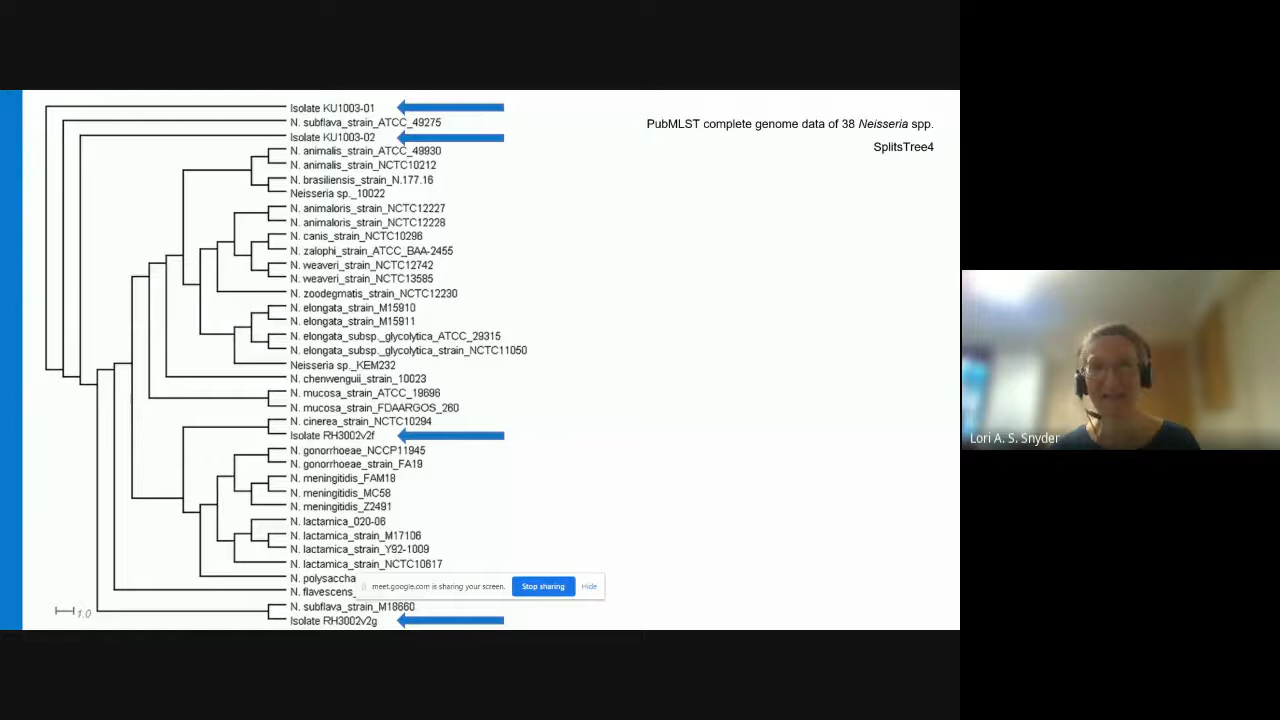 Isolate KU1003-01
N. subflava_strain_ATCC_49275
Isolate KU1003-02
N. animalis_strain_ATCC_49930
N. animalis_strain_NCTC10212
N. brasiliensis_strain_N.177.16
Neisseria sp._10022
N. animaloris_strain_NCTC12227
N. animaloris_strain_NCTC12228
N. canis_strain_NCTC10296
N. zalophi_strain_ATCC_BAA-2455
N. weaveri_strain_NCTC12742
N. weaveri_strain_NCTC13585
N. zoodegmatis_strain_NCTC12230
N. elongata_strain_M15910
N. elongata_strain_M15911
N. elongata_subsp._glycolytica_ATCC_29315
N. elongata_subsp._glycolytica_strain_NCTC11050
Neisseria sp._KEM232
N. chenwenguii_strain_10023
N. mucosa_strain_ATCC_19696
N. mucosa_strain_FDAARGOS_260
N. cinerea_strain_NCTC10294
Isolate RH3002v2f
N. gonorrhoeae_NCCP11945
N. gonorrhoeae_strain_FA19
N. meningitidis_FAM18
N. meningitidis_MC58
N. meningitidis_Z2491
N. lactamica_020-06
N. lactamica_strain_M17106
N. lactamica_strain_Y92-1009
N. lactamica_strain_NCTC10617
N. polysaccha
N. flavescens_
N. subflava_strain_M18660
Isolate RH3002v2g
1.0
meet.google.com is sharing your screen.
Stop sharing
Hide
PubMLST complete genome data of 38 Neisseria spp.
SplitsTree4
Lori A. S. Snyder